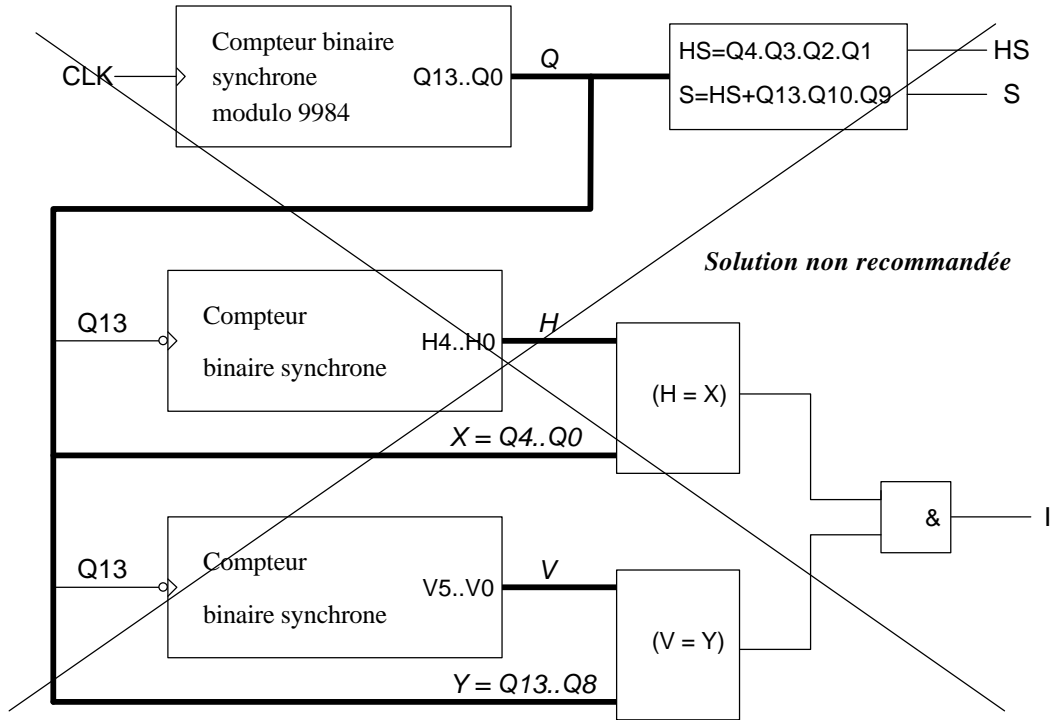 Compteur binaire
synchrone
modulo 9984
CLK
Q13..Q0
Q
HS=Q4.Q3.Q2.Q1
S=HS+Q13.Q10.Q9
HS
S
Solution non recommandée
Q13
Compteur
binaire synchrone
H4..H0
H
X = Q4..Q0
(H = X)
&
I
Q13
Compteur
binaire synchrone
V5..V0
V
Y = Q13..Q8
(V = Y)